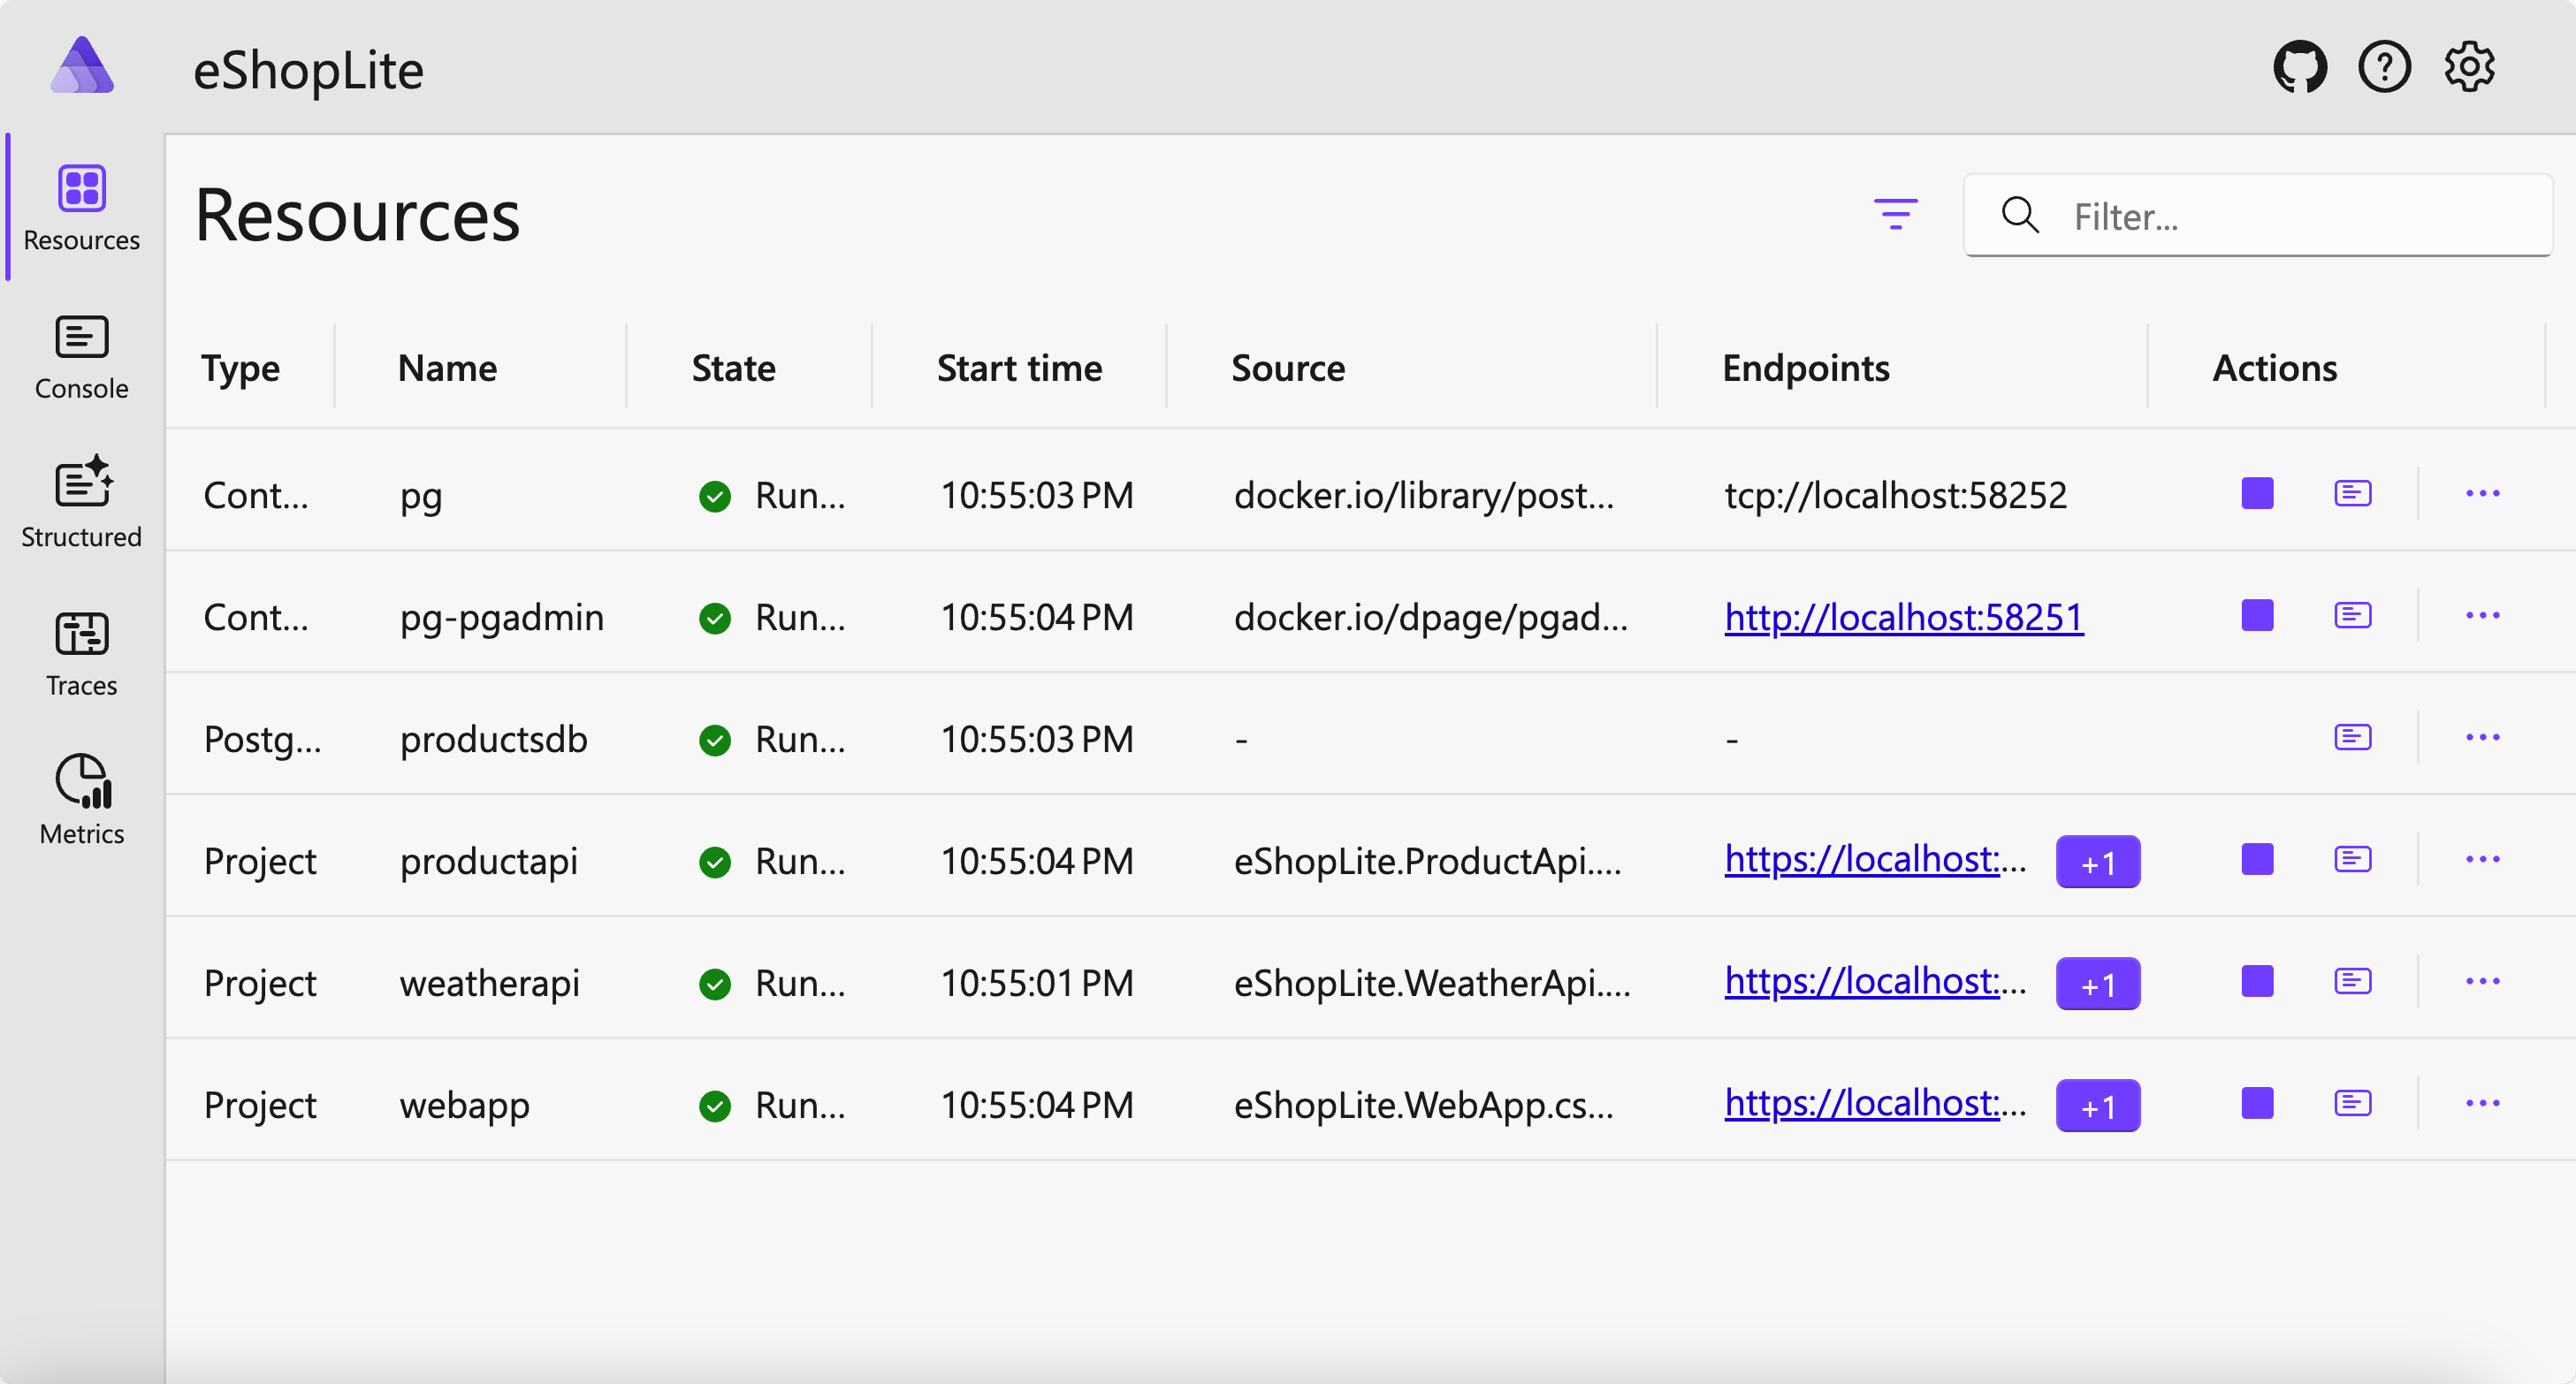 eShopLite
Resources
Console
Structured
Traces
Metrics
Resources
Filter...
Type Name State Start time Source Endpoints Actions
Cont... pg Run... 10:55:03 PM docker.io/library/post... tcp://localhost:58252
Cont... pg-pgadmin Run... 10:55:04 PM docker.io/dpage/pgad... http://localhost:58251
Postg... productsdb Run... 10:55:03 PM - -
Project productapi Run... 10:55:04 PM eShopLite.ProductApi.... https://localhost:... +1
Project weatherapi Run... 10:55:01 PM eShopLite.WeatherApi.... https://localhost:... +1
Project webapp Run... 10:55:04 PM eShopLite.WebApp.cs... https://localhost:... +1